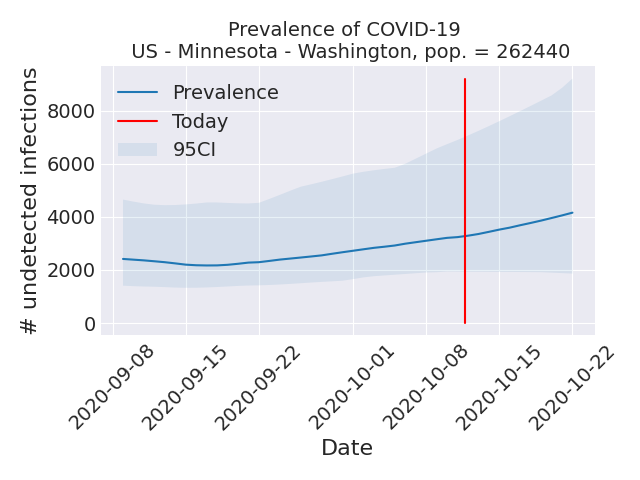 Prevalence of COVID-19
US - Minnesota - Washington, pop. = 262440
# undetected infections
8000
6000
4000
2000
0
Prevalence
Today
95CI
2020-09-08
2020-09-15
2020-09-22
2020-10-01
2020-10-08
2020-10-15
2020-10-22
Date